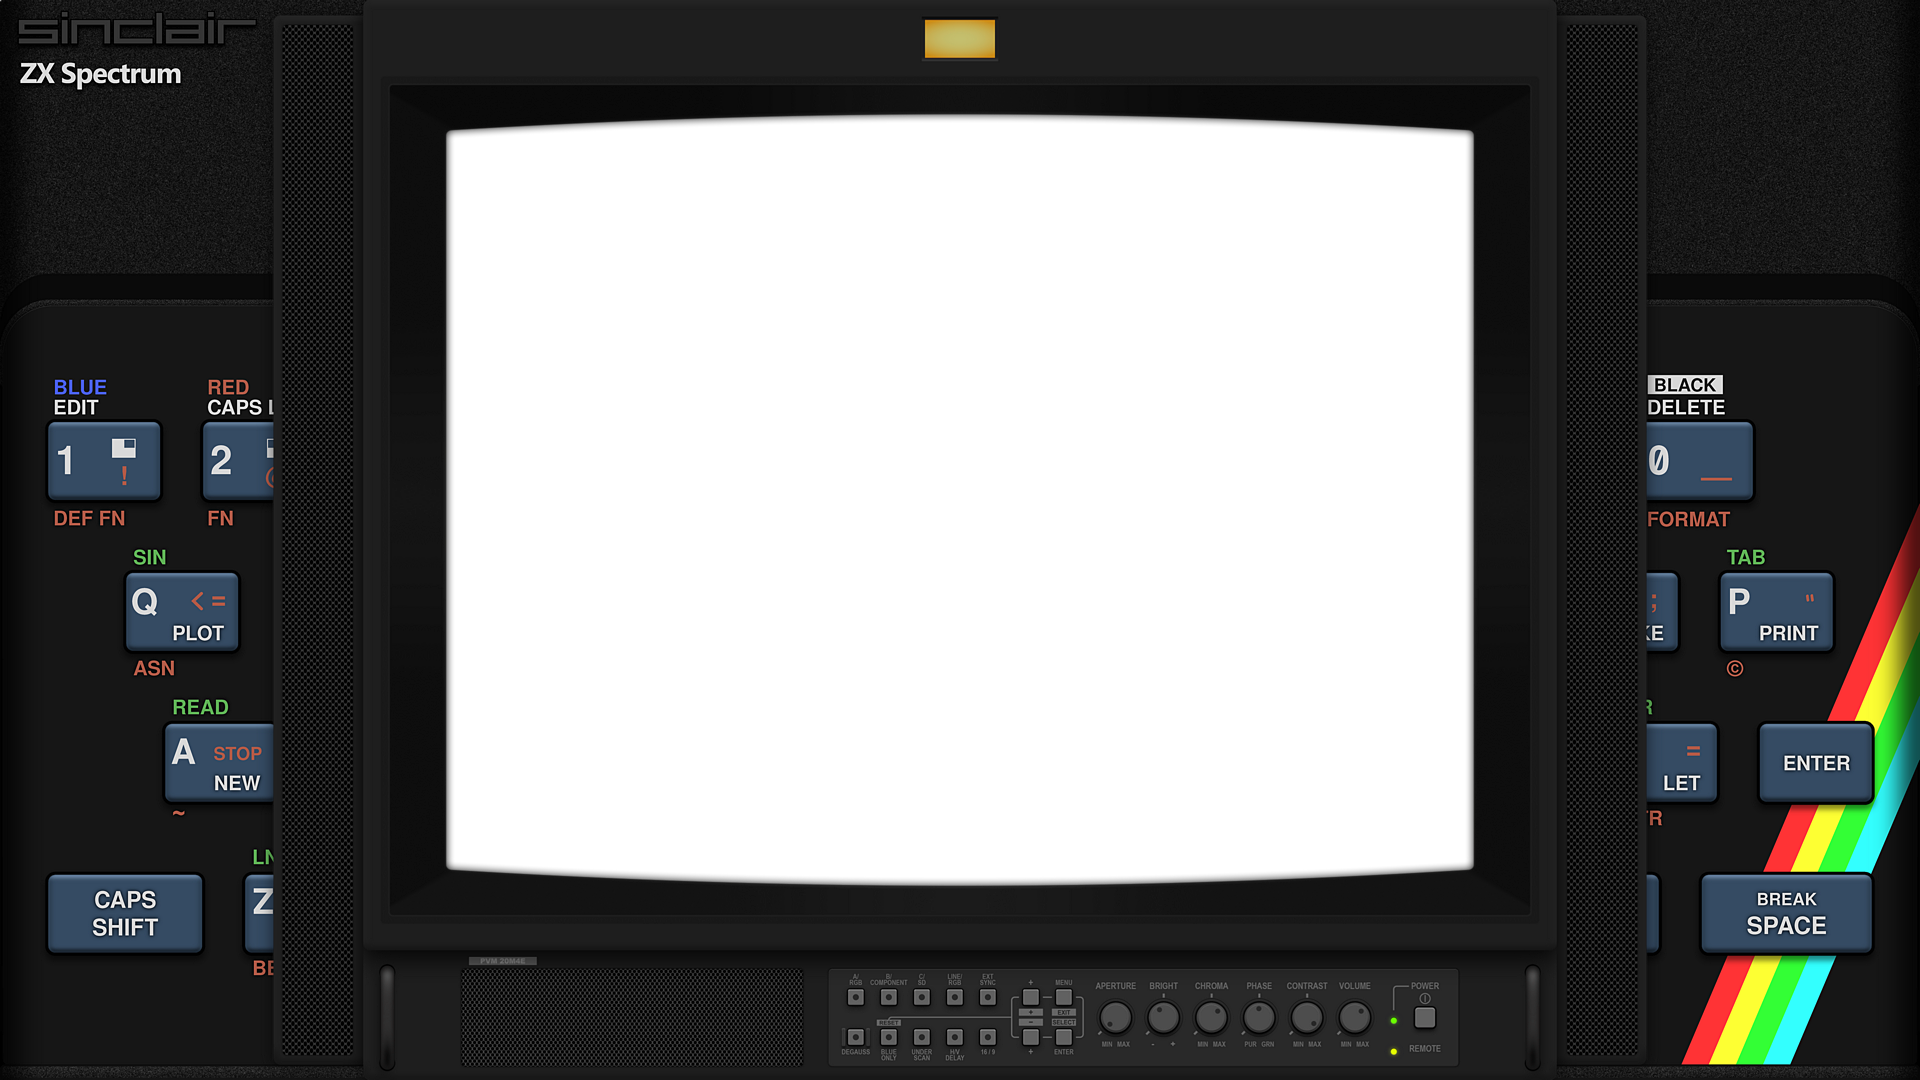 sinclair
ZX Spectrum
BLUE
EDIT
1 !
DEF FN
RED
CAPS L
2
FN
SIN
Q <=
PLOT
ASN
READ
A STOP
NEW
~
CAPS
SHIFT
LN
Z
BE
BLACK
DELETE
0 _
FORMAT
TAB
;
KE
P "
PRINT
©
R
=
LET
TR
ENTER
BREAK
SPACE
PVM 20M4E
A/
RGB
B/
COMPONENT
C/
SD
LINE/
RGB
EXT
SYNC
+
MENU
RESET
+
EXIT
−
SELECT
DEGAUSS
BLUE
ONLY
UNDER
SCAN
H/V
DELAY
16 / 9
+
ENTER
APERTURE
BRIGHT
CHROMA
PHASE
CONTRAST
VOLUME
MIN MAX
- +
MIN MAX
PUR GRN
MIN MAX
MIN MAX
POWER
REMOTE